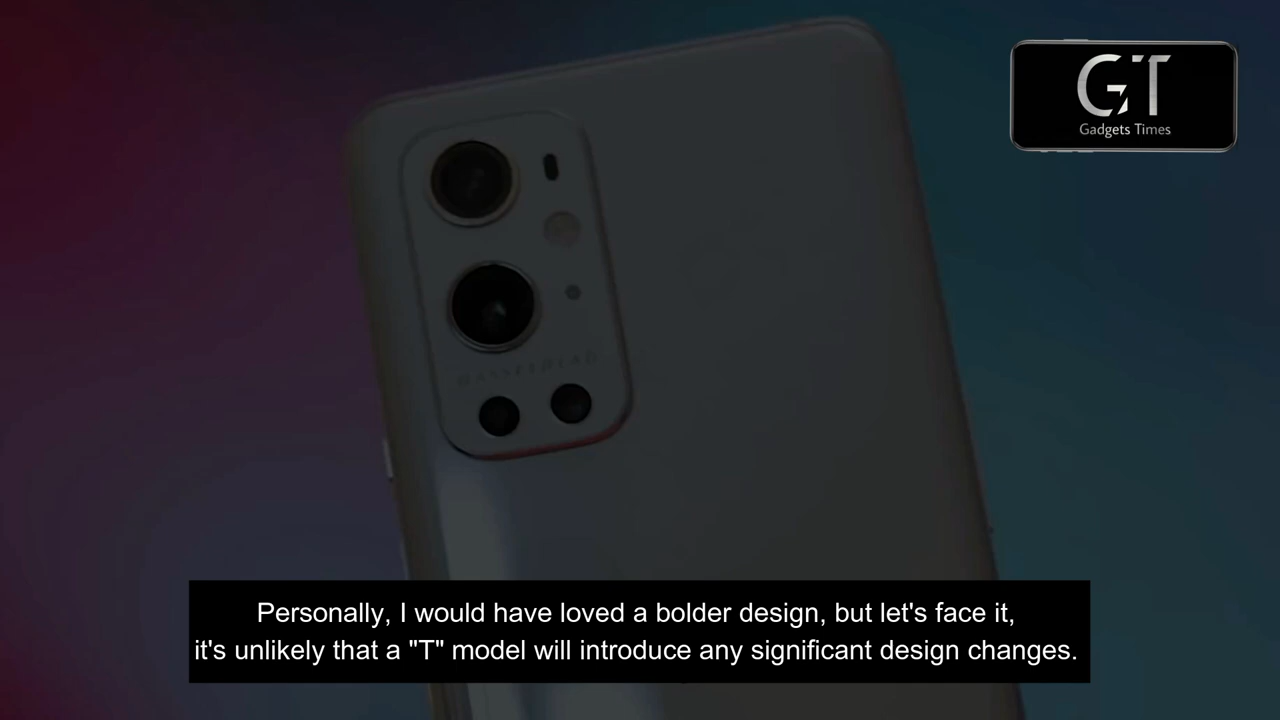 GT
Gadgets Times
HASSELBLAD
Personally, I would have loved a bolder design, but let's face it,
it's unlikely that a "T" model will introduce any significant design changes.